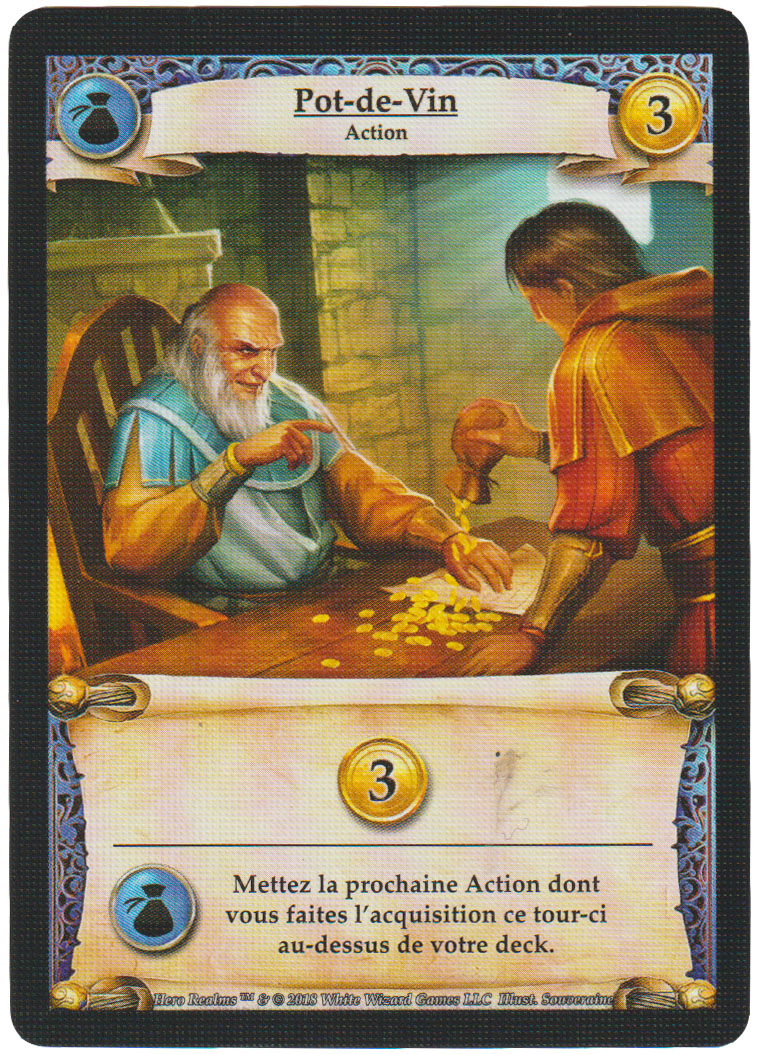 Pot-de-Vin
Action
3
3
Mettez la prochaine Action dont
vous faites l'acquisition ce tour-ci
au-dessus de votre deck.
Hero Realms ™ & © 2018 White Wizard Games LLC Illust. Souveraine